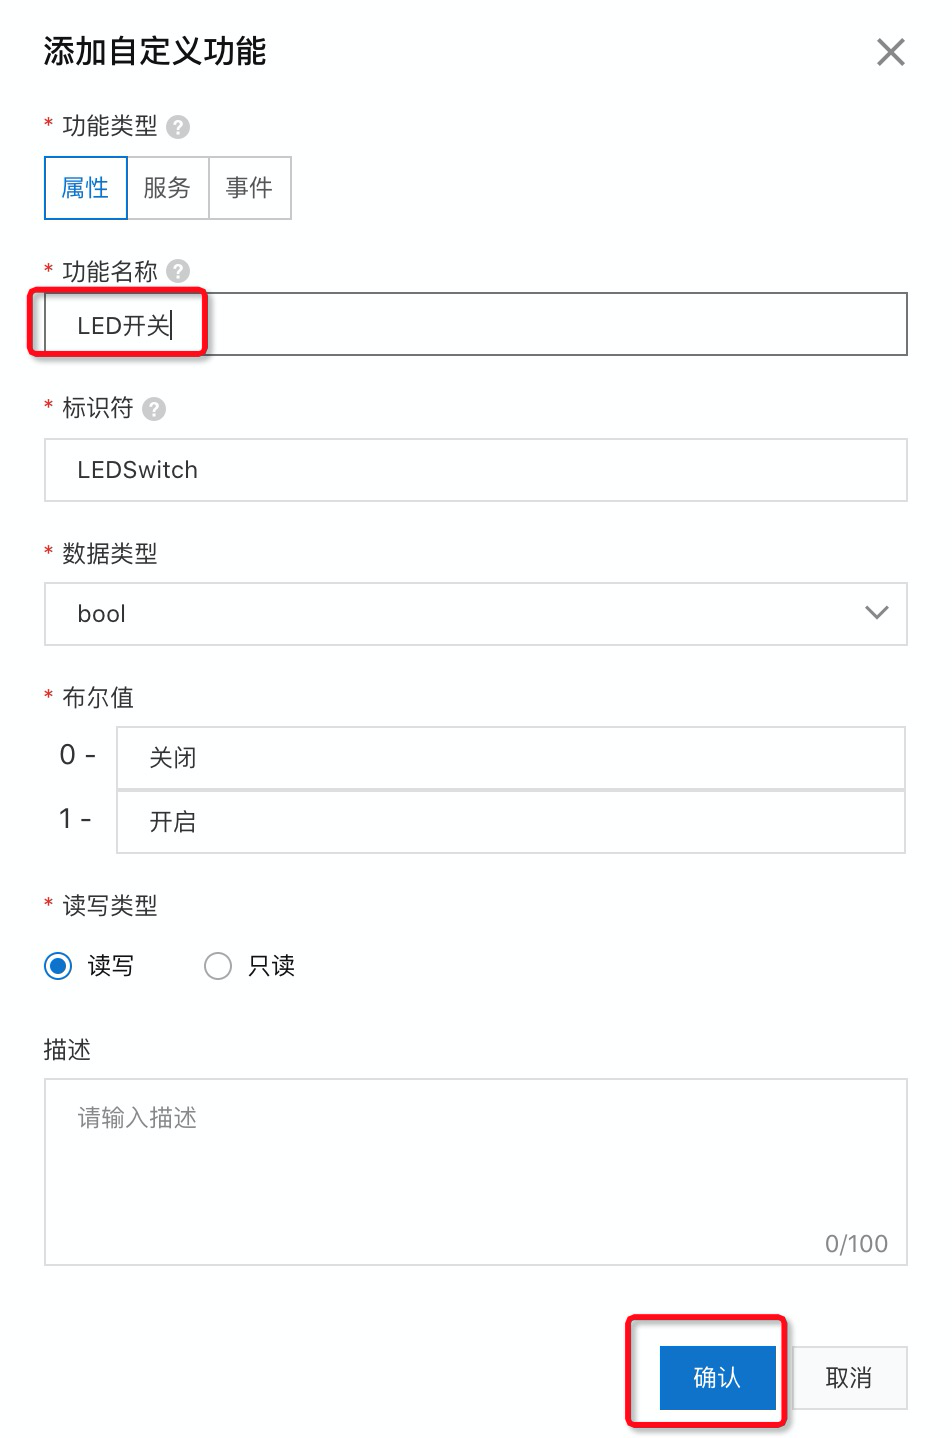 添加自定义功能
* 功能类型 ?
属性 服务 事件
* 功能名称 ?
LED开关
* 标识符 ?
LEDSwitch
* 数据类型
bool
* 布尔值
0 - 关闭
1 - 开启
* 读写类型
读写 只读
描述
请输入描述
0/100
确认 取消